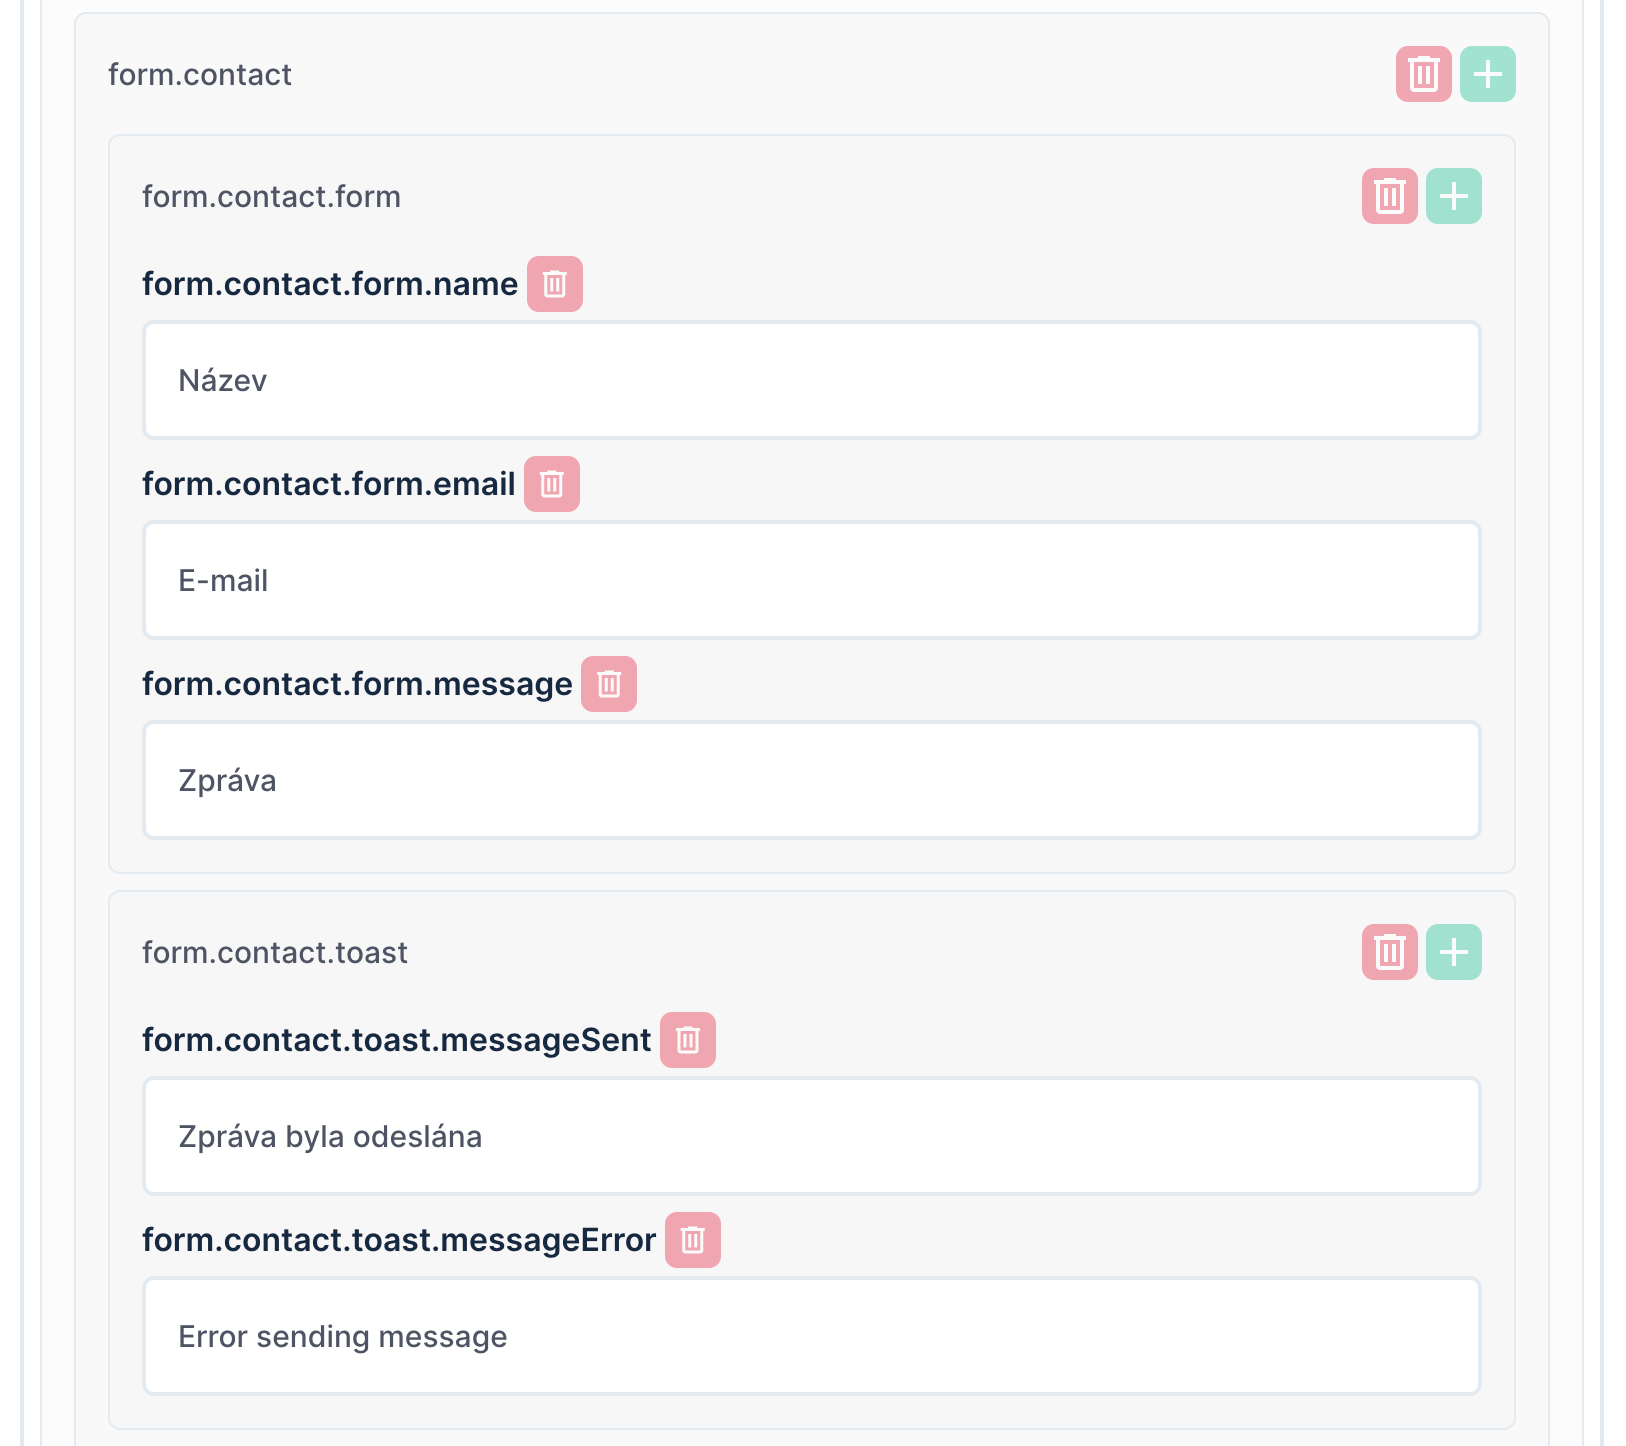 form.contact
form.contact.form
form.contact.form.name
Název
form.contact.form.email
E-mail
form.contact.form.message
Zpráva
form.contact.toast
form.contact.toast.messageSent
Zpráva byla odeslána
form.contact.toast.messageError
Error sending message